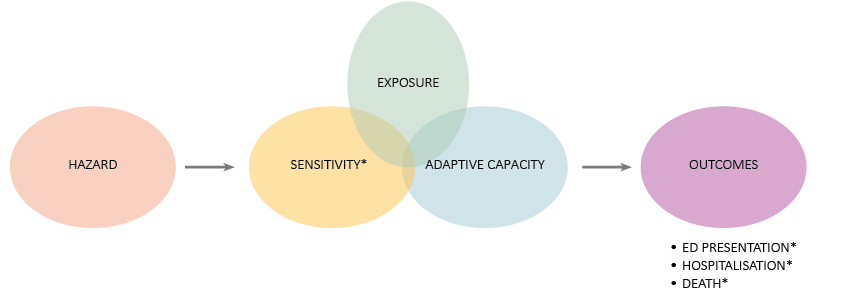 EXPOSURE
HAZARD
SENSITIVITY*
ADAPTIVE CAPACITY
OUTCOMES
• ED PRESENTATION*
• HOSPITALISATION*
• DEATH*